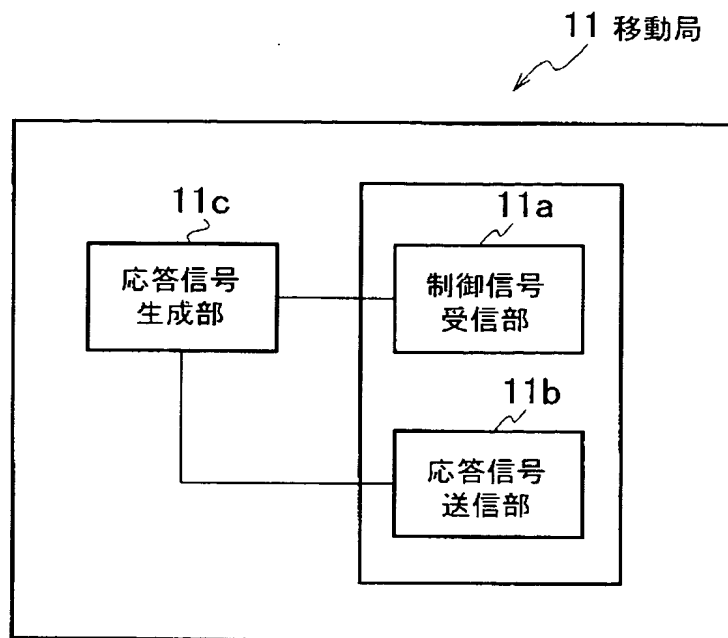 11 移動局
11c
応答信号
生成部
11a
制御信号
受信部
11b
応答信号
送信部